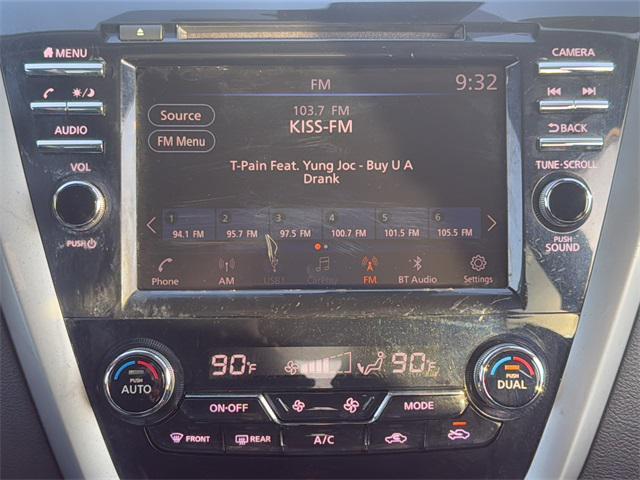 MENU
CAMERA
FM
9:32
Source
103.7 FM
KISS-FM
FM Menu
AUDIO
BACK
T-Pain Feat. Yung Joc - Buy U A
Drank
VOL
TUNE·SCROLL
1 2 3 4 5 6
94.1 FM 95.7 FM 97.5 FM 100.7 FM 101.5 FM 105.5 FM
PUSH
PUSH
SOUND
Phone AM USB1 CarPlay FM BT Audio Settings
90°F 90°F
PUSH
AUTO
PUSH
DUAL
ON·OFF
MODE
FRONT REAR A/C